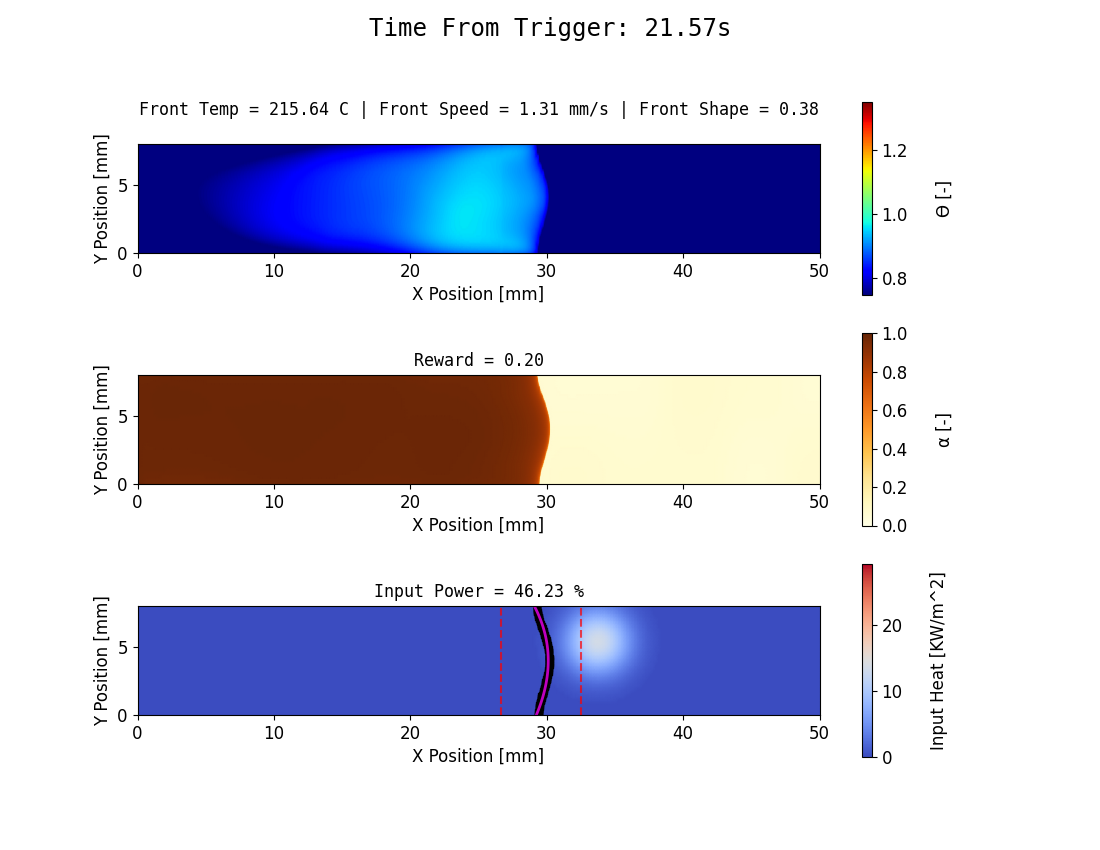 Time From Trigger: 21.57s
Front Temp = 215.64 C | Front Speed = 1.31 mm/s | Front Shape = 0.38
Y Position [mm]
5
0
0 10 20 30 40 50
X Position [mm]
1.2
1.0
0.8
Θ [-]
Reward = 0.20
Y Position [mm]
5
0
0 10 20 30 40 50
X Position [mm]
1.0
0.8
0.6
0.4
0.2
0.0
α [-]
Input Power = 46.23 %
Y Position [mm]
5
0
0 10 20 30 40 50
X Position [mm]
20
10
0
Input Heat [KW/m^2]